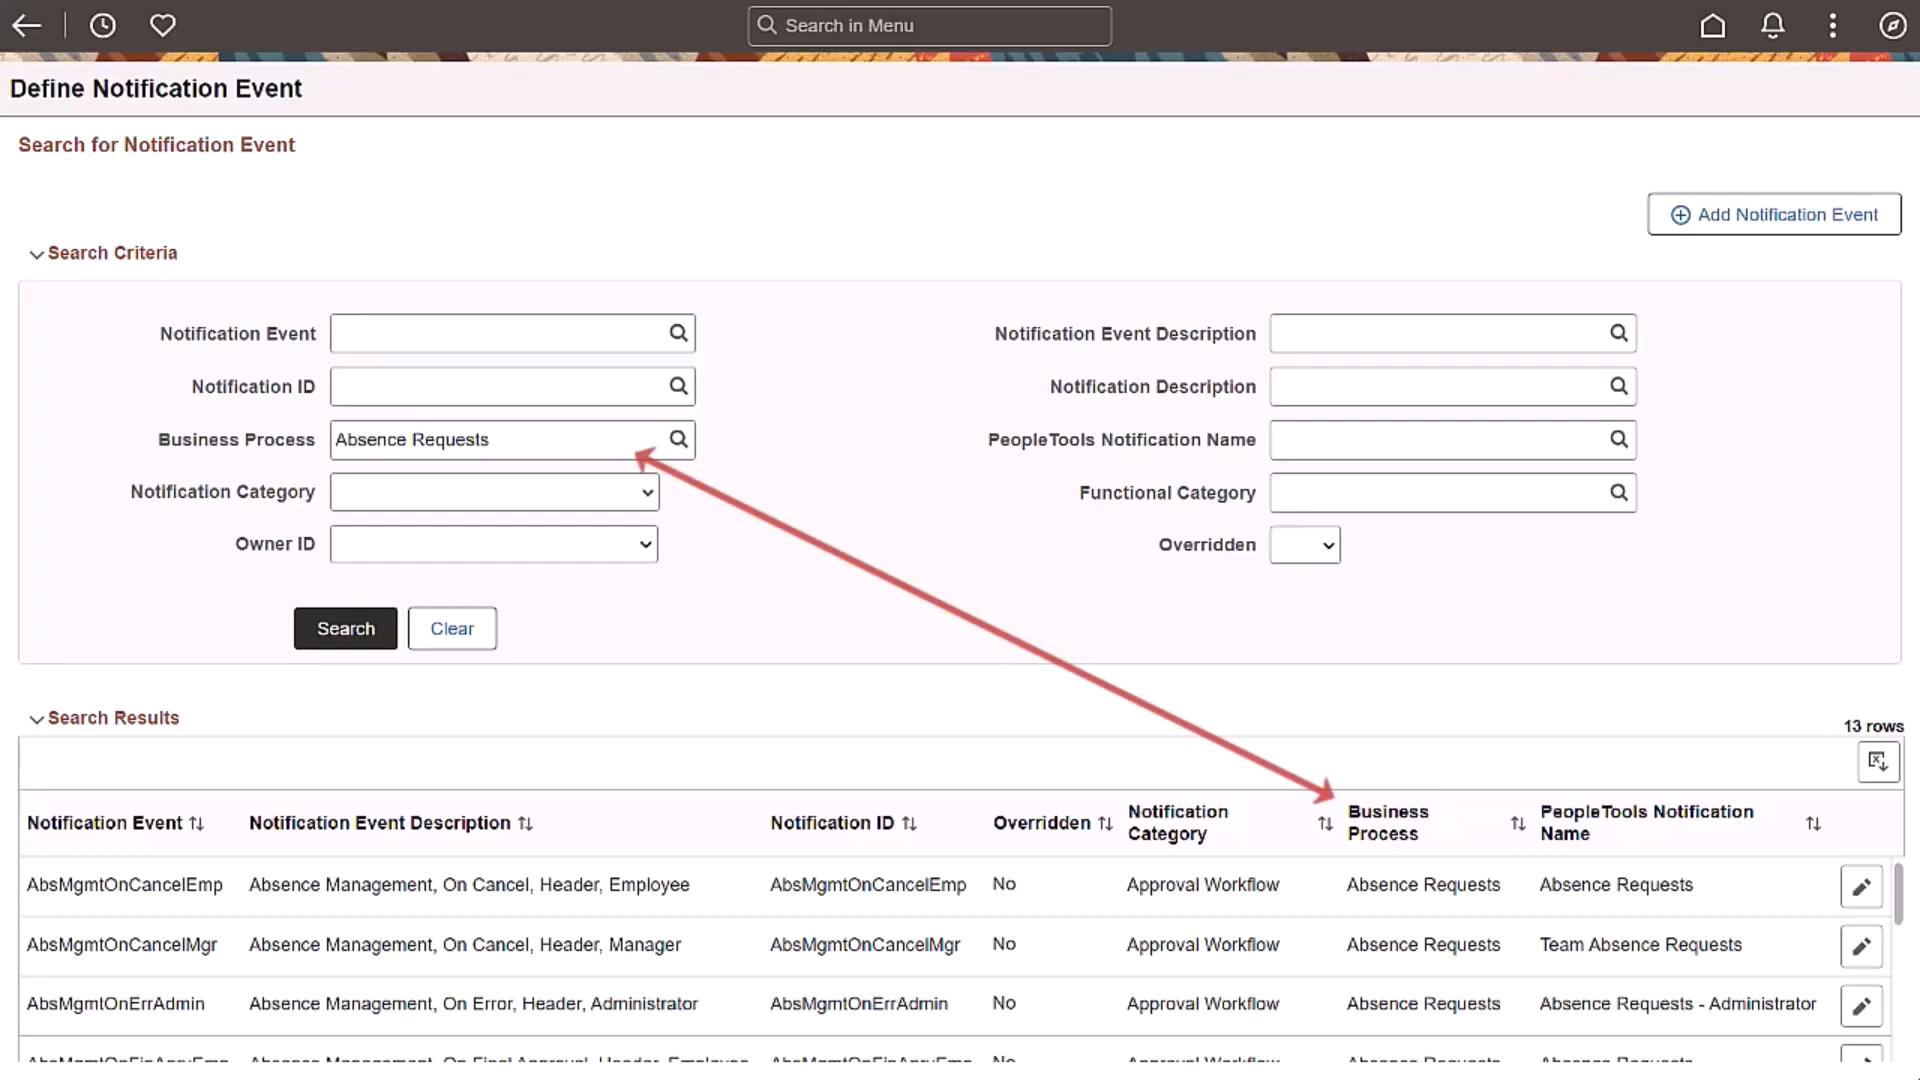 Search in Menu
Define Notification Event
Search for Notification Event
Add Notification Event
Search Criteria
Notification Event
Notification Event Description
Notification ID
Notification Description
Business Process Absence Requests
PeopleTools Notification Name
Notification Category
Functional Category
Owner ID
Overridden
Search Clear
Search Results
13 rows
Notification Event Notification Event Description Notification ID Overridden Notification Category Business Process PeopleTools Notification Name
AbsMgmtOnCancelEmp Absence Management, On Cancel, Header, Employee AbsMgmtOnCancelEmp No Approval Workflow Absence Requests Absence Requests
AbsMgmtOnCancelMgr Absence Management, On Cancel, Header, Manager AbsMgmtOnCancelMgr No Approval Workflow Absence Requests Team Absence Requests
AbsMgmtOnErrAdmin Absence Management, On Error, Header, Administrator AbsMgmtOnErrAdmin No Approval Workflow Absence Requests Absence Requests - Administrator